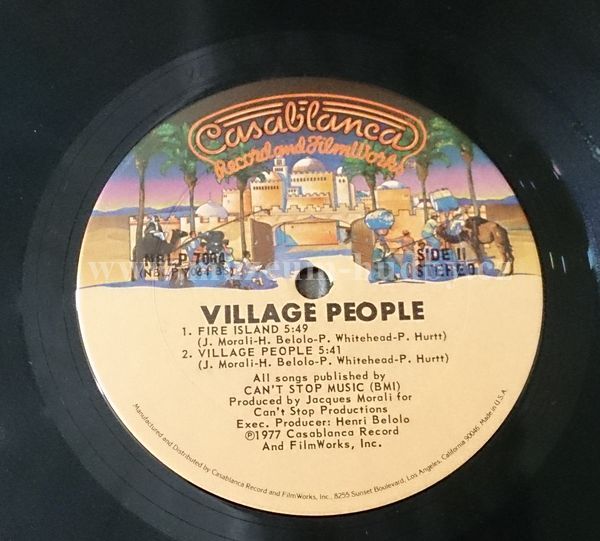 Casablanca
Record and FilmWorks
NBLP 7064
(NBLP 7064 BS)
SIDE II
STEREO
VILLAGE PEOPLE
1. FIRE ISLAND 5:49
(J. Morali-H. Belolo-P. Whitehead-P. Hurtt)
2. VILLAGE PEOPLE 5:41
(J. Morali-H. Belolo-P. Whitehead-P. Hurtt)
All songs published by
CAN'T STOP MUSIC (BMI)
Produced by Jacques Morali for
Can't Stop Productions
Exec. Producer: Henri Belolo
℗1977 Casablanca Record
And FilmWorks, Inc.
Manufactured and Distributed by Casablanca Record and FilmWorks, Inc., 8255 Sunset Boulevard, Los Angeles, California 90046 Made in U.S.A.